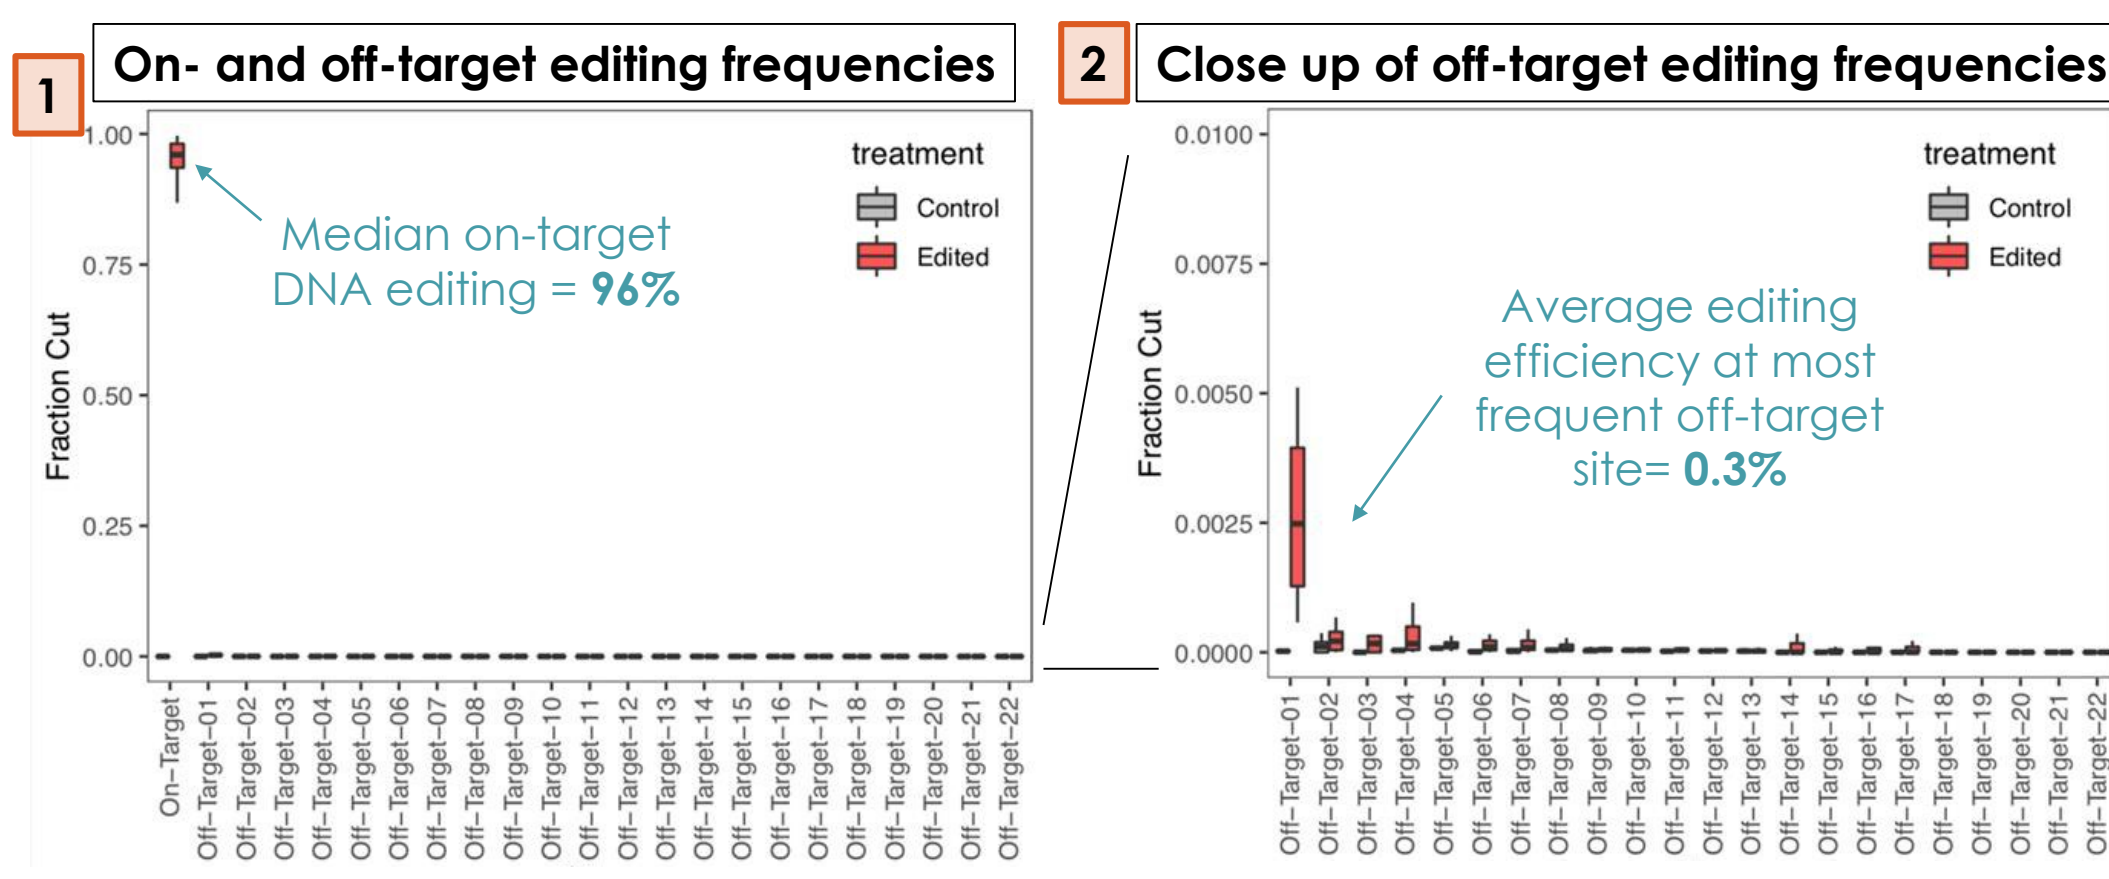 1
On- and off-target editing frequencies
1.00
0.75
0.50
0.25
0.00
Fraction Cut
treatment
Control
Edited
Median on-target
DNA editing = 96%
On-Target
Off-Target-01
Off-Target-02
Off-Target-03
Off-Target-04
Off-Target-05
Off-Target-06
Off-Target-07
Off-Target-08
Off-Target-09
Off-Target-10
Off-Target-11
Off-Target-12
Off-Target-13
Off-Target-14
Off-Target-15
Off-Target-16
Off-Target-17
Off-Target-18
Off-Target-19
Off-Target-20
Off-Target-21
Off-Target-22
2
Close up of off-target editing frequencies
0.0100
0.0075
0.0050
0.0025
0.0000
Fraction Cut
treatment
Control
Edited
Average editing
efficiency at most
frequent off-target
site= 0.3%
Off-Target-01
Off-Target-02
Off-Target-03
Off-Target-04
Off-Target-05
Off-Target-06
Off-Target-07
Off-Target-08
Off-Target-09
Off-Target-10
Off-Target-11
Off-Target-12
Off-Target-13
Off-Target-14
Off-Target-15
Off-Target-16
Off-Target-17
Off-Target-18
Off-Target-19
Off-Target-20
Off-Target-21
Off-Target-22